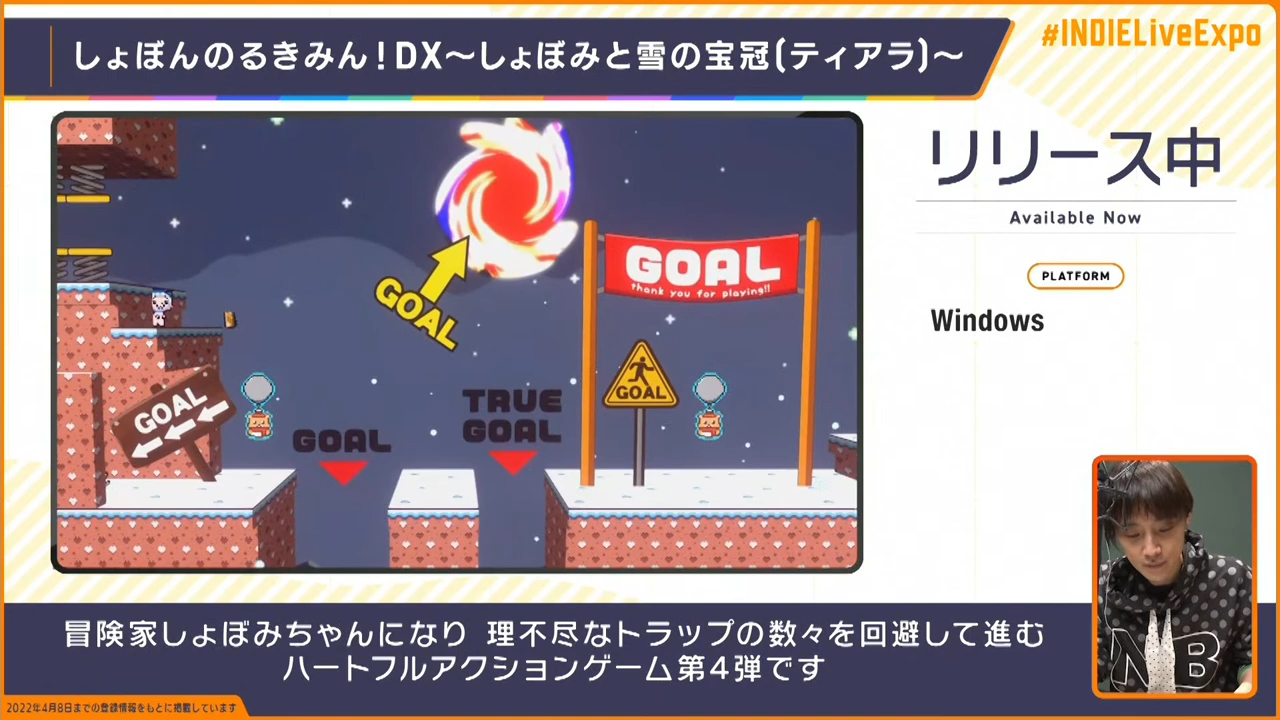 しょぼんのるきみん!DX〜しょぼみと雪の宝冠(ティアラ)〜
#INDIELiveExpo
GOAL
GOAL
thank you for playing!!
GOAL
GOAL
GOAL
TRUE
GOAL
リリース中
Available Now
PLATFORM
Windows
NB
冒険家しょぼみちゃんになり 理不尽なトラップの数々を回避して進む
ハートフルアクションゲーム第4弾です
2022年4月8日までの登録情報をもとに掲載しています